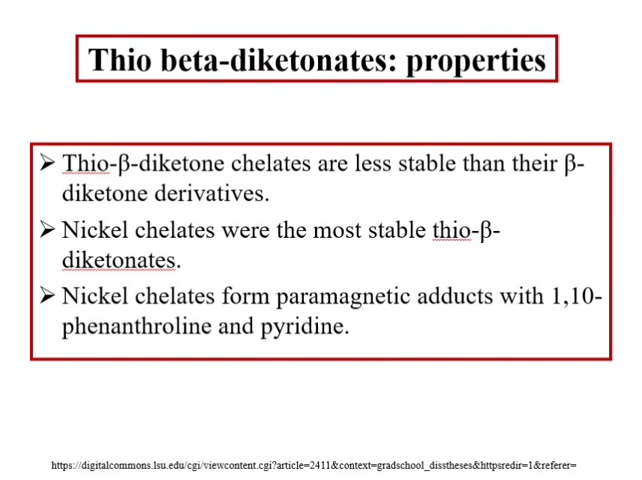 Thio beta-diketonates: properties
➢ Thio-β-diketone chelates are less stable than their β-
diketone derivatives.
➢ Nickel chelates were the most stable thio-β-
diketonates.
➢ Nickel chelates form paramagnetic adducts with 1,10-
phenanthroline and pyridine.
https://digitalcommons.lsu.edu/cgi/viewcontent.cgi?article=2411&context=gradschool_disstheses&httpsredir=1&referer=